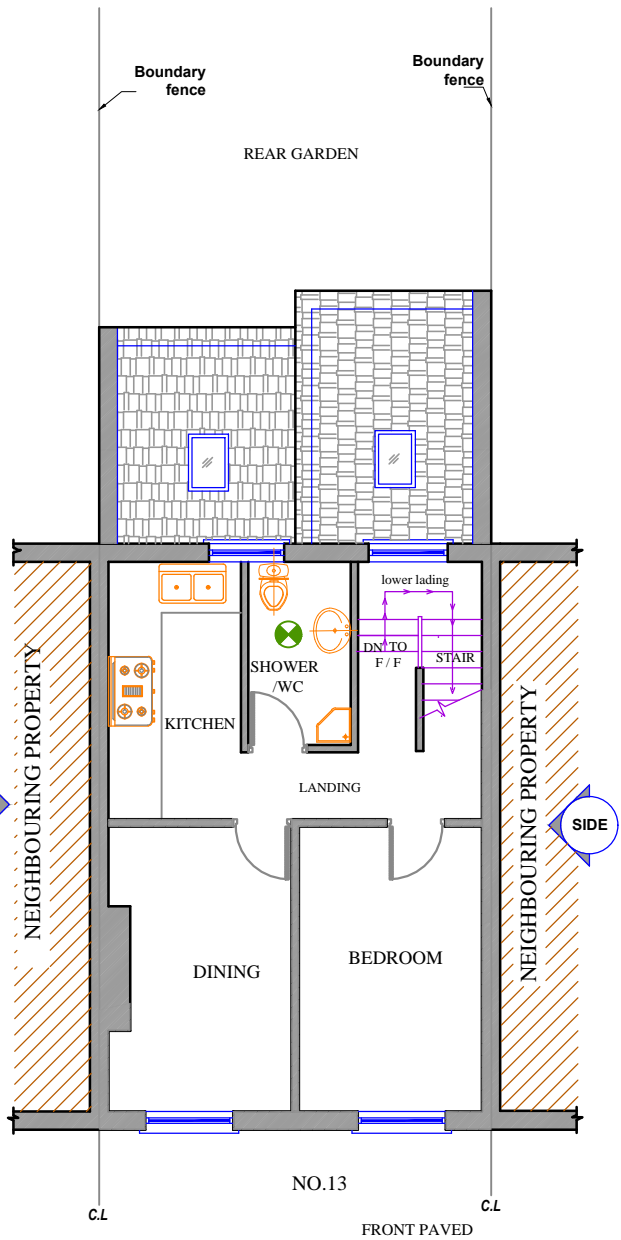 Boundary
fence
Boundary
fence
REAR GARDEN
lower lading
DN TO
F / F
STAIR
SHOWER
/WC
KITCHEN
LANDING
NEIGHBOURING PROPERTY
NEIGHBOURING PROPERTY
SIDE
DINING
BEDROOM
NO.13
C.L
C.L
FRONT PAVED